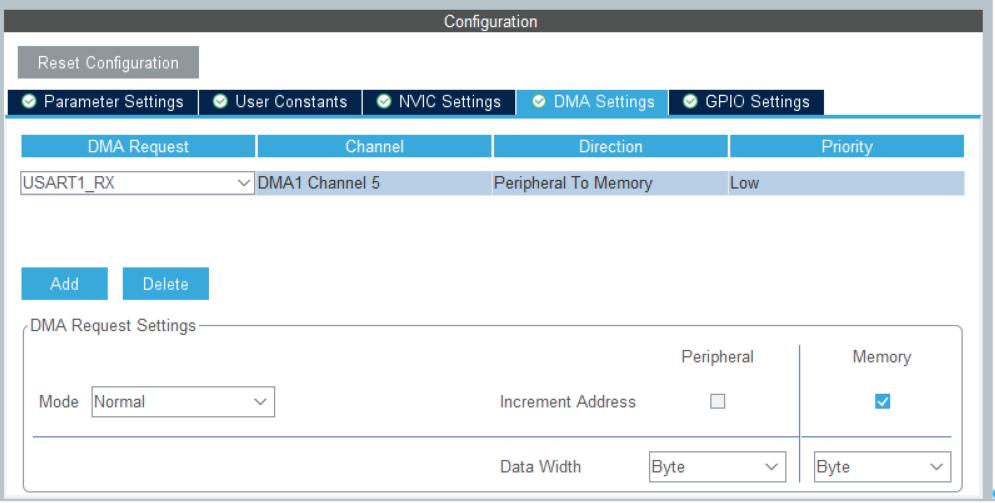 Configuration
Reset Configuration
Parameter Settings User Constants NVIC Settings DMA Settings GPIO Settings
DMA Request Channel Direction Priority
USART1_RX DMA1 Channel 5 Peripheral To Memory Low
Add Delete
DMA Request Settings
Peripheral Memory
Mode Normal Increment Address
Data Width Byte Byte